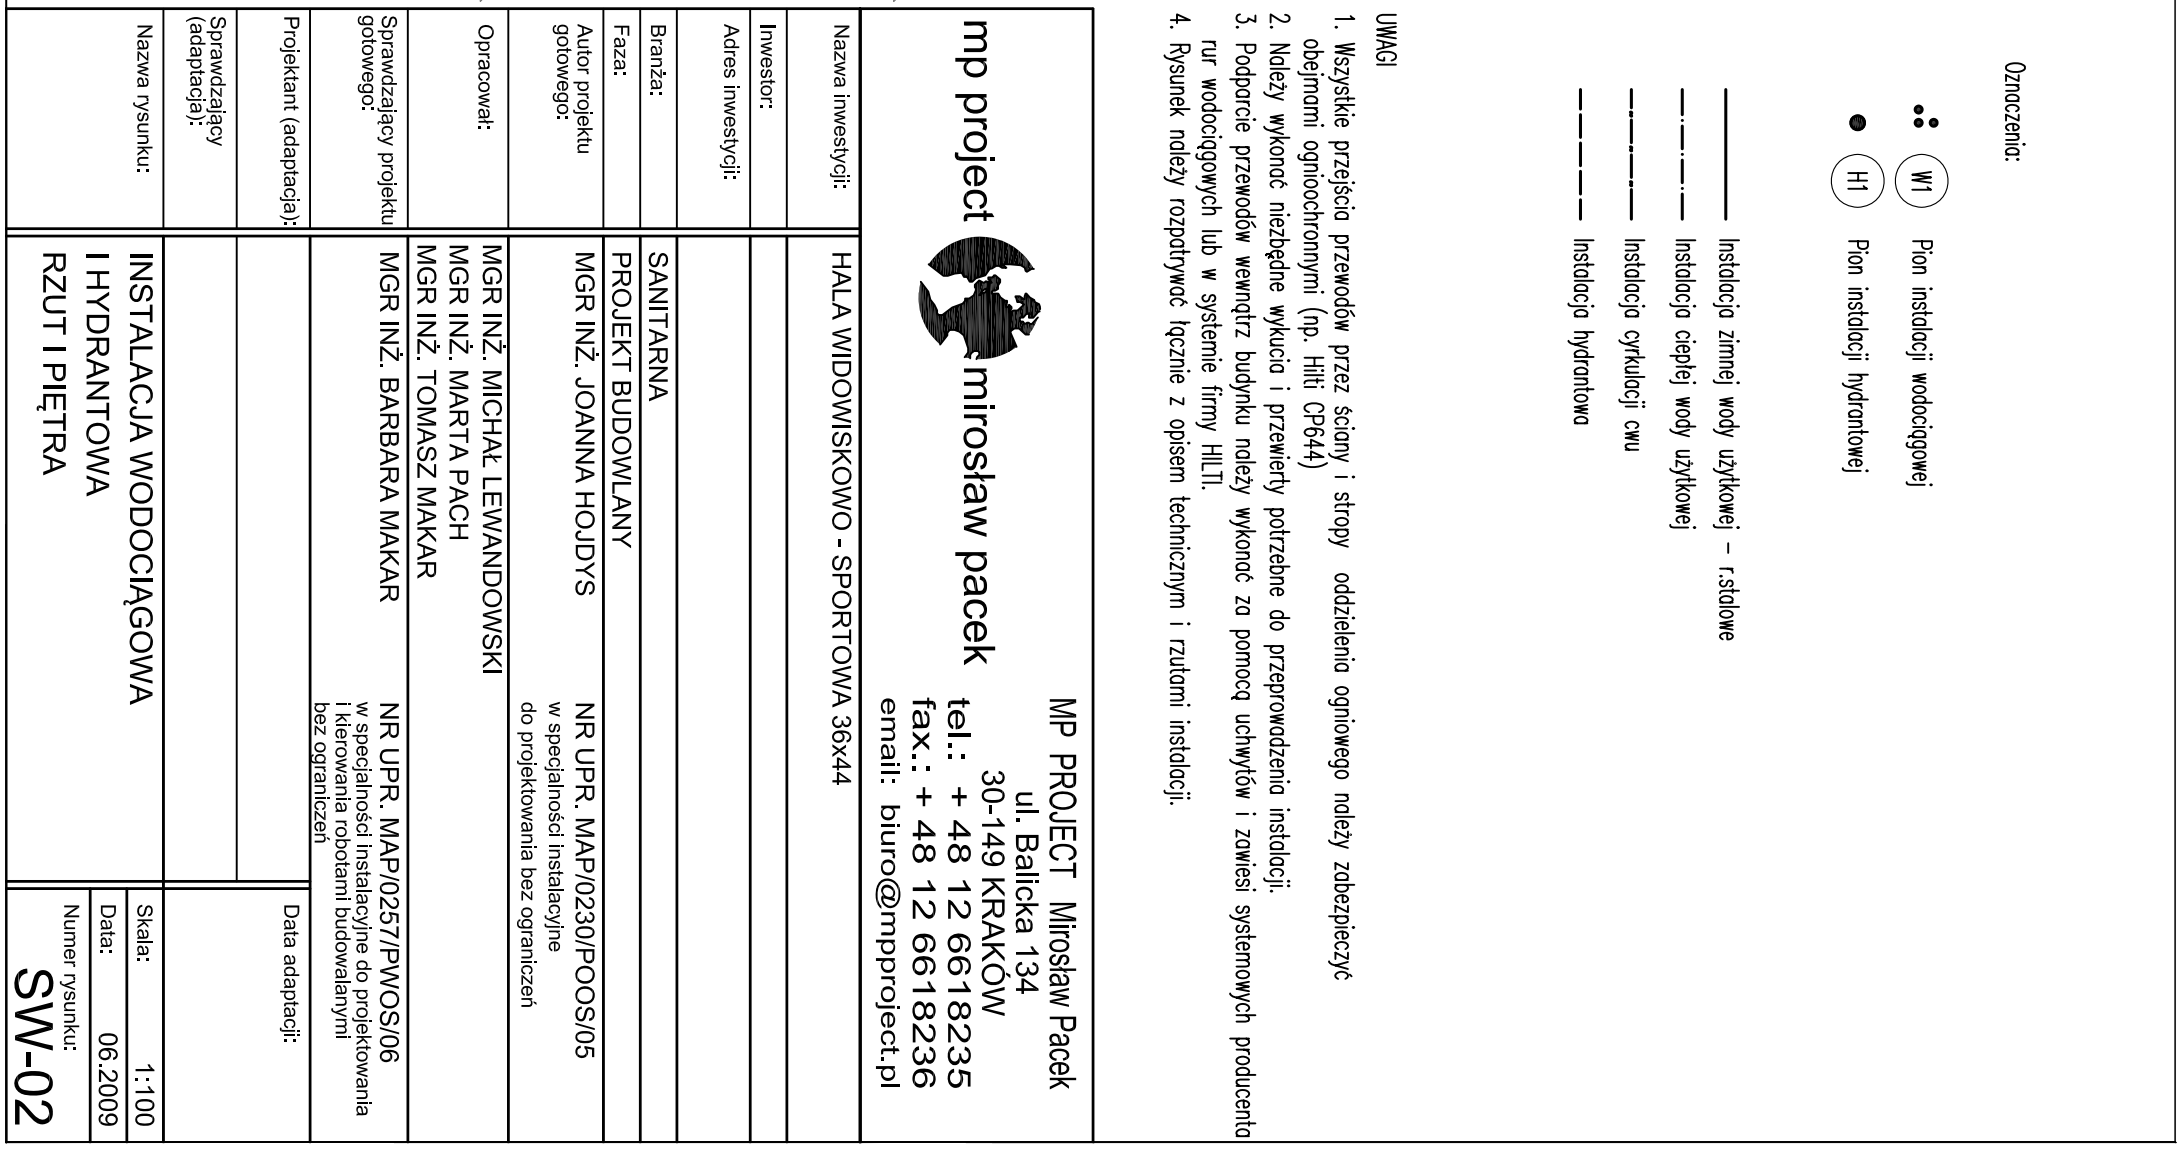 Oznaczenia:
W1 Pion instalacji wodociągowej
H1 Pion instalacji hydrantowej
Instalacja zimnej wody użytkowej – r.stalowe
Instalacja ciepłej wody użytkowej
Instalacja cyrkulacji cwu
Instalacja hydrantowa
UWAGI
1. Wszystkie przejścia przewodów przez ściany i stropy oddzielenia ogniowego należy zabezpieczyć
obejmami ognioochronnymi (np. Hilti CP644)
2. Należy wykonać niezbędne wykucia i przewierty potrzebne do przeprowadzenia instalacji.
3. Podparcie przewodów wewnątrz budynku należy wykonać za pomocą uchwytów i zawiesi systemowych producenta
rur wodociągowych lub w systemie firmy HILTI.
4. Rysunek należy rozpatrywać łącznie z opisem technicznym i rzutami instalacji.
mp project mirosław pacek
MP PROJECT Mirosław Pacek
ul. Balicka 134
30-149 KRAKÓW
tel.: + 48 12 6618235
fax.: + 48 12 6618236
email: biuro@mpproject.pl
Nazwa inwestycji: HALA WIDOWISKOWO - SPORTOWA 36x44
Inwestor:
Adres inwestycji:
Branża: SANITARNA
Faza: PROJEKT BUDOWLANY
Autor projektu
gotowego:
MGR INŻ. JOANNA HOJDYS
NR UPR. MAP/0230/POOS/05
w specjalności instalacyjne
do projektowania bez ograniczeń
Opracował:
MGR INŻ. MICHAŁ LEWANDOWSKI
MGR INŻ. MARTA PACH
MGR INŻ. TOMASZ MAKAR
Sprawdzający projektu
gotowego:
MGR INŻ. BARBARA MAKAR
NR UPR. MAP/0257/PWOS/06
w specjalności instalacyjne do projektowania
i kierowania robotami budowalanymi
bez ograniczeń
Projektant (adaptacja):
Data adaptacji:
Sprawdzający
(adaptacja):
Nazwa rysunku:
INSTALACJA WODOCIĄGOWA
I HYDRANTOWA
RZUT I PIĘTRA
Skala: 1:100
Data: 06.2009
Numer rysunku:
SW-02